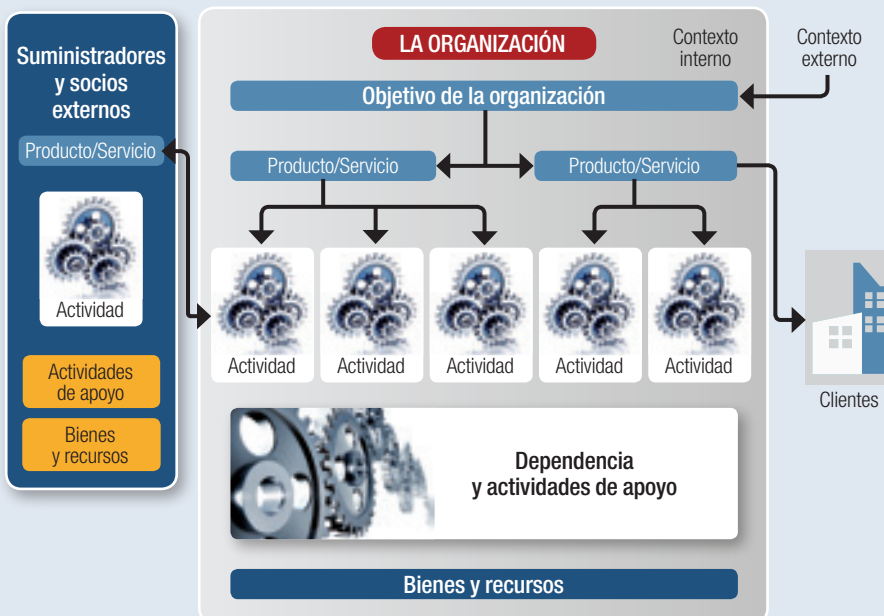 Suministradores
y socios
externos
Producto/Servicio
Actividad
Actividades
de apoyo
Bienes
y recursos
LA ORGANIZACIÓN
Contexto
interno
Contexto
externo
Objetivo de la organización
Producto/Servicio
Producto/Servicio
Actividad
Actividad
Actividad
Actividad
Actividad
Clientes
Dependencia
y actividades de apoyo
Bienes y recursos